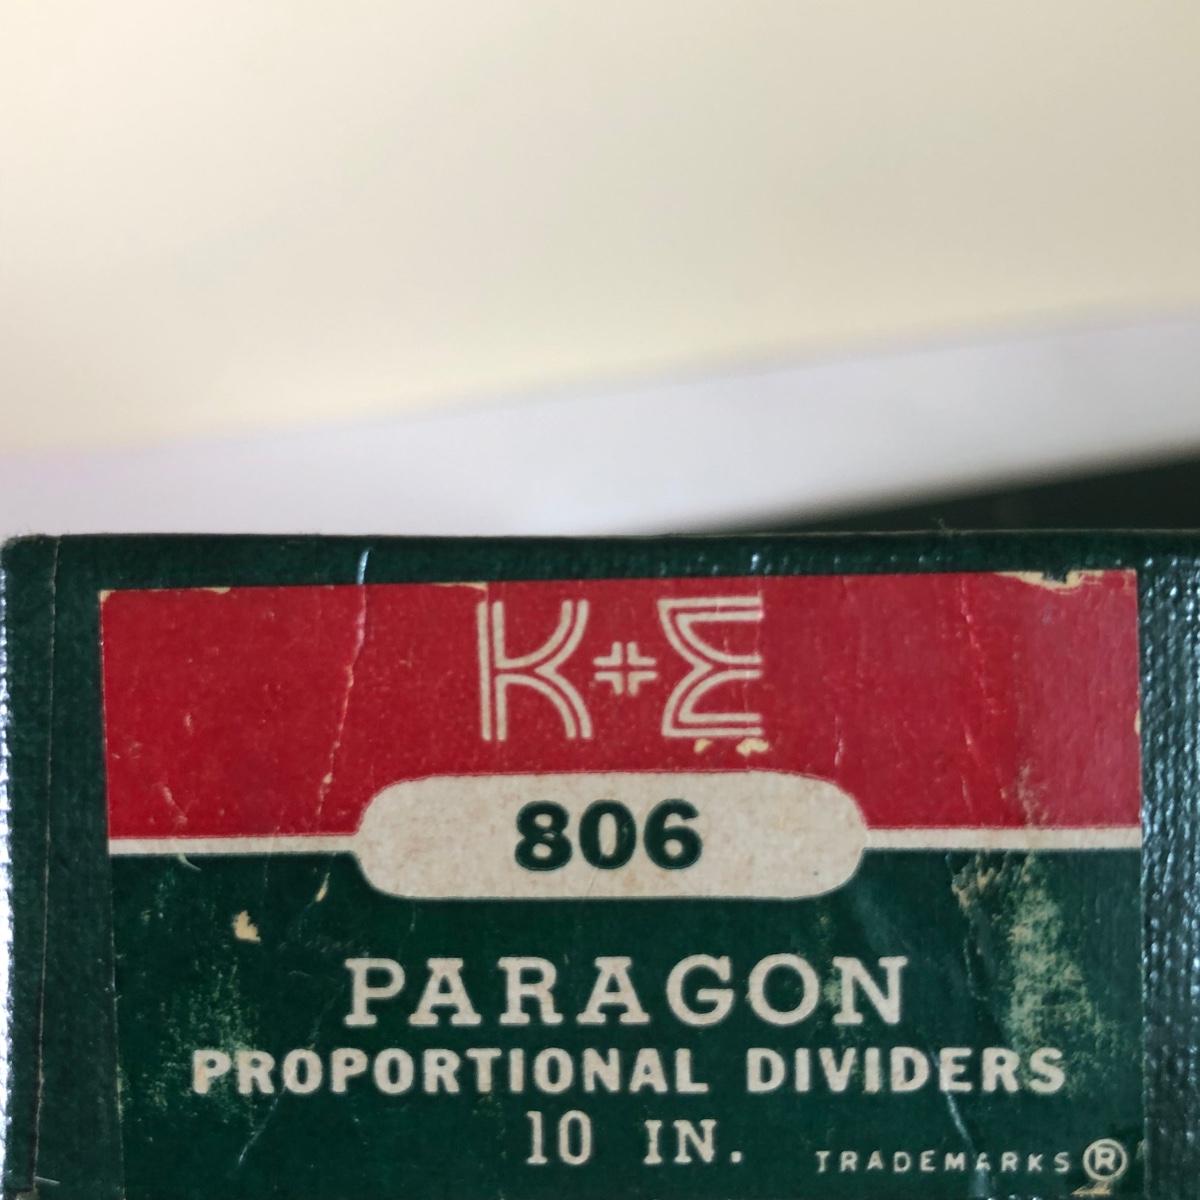 K+E
806
PARAGON
PROPORTIONAL DIVIDERS
10 IN.
TRADEMARKS ®